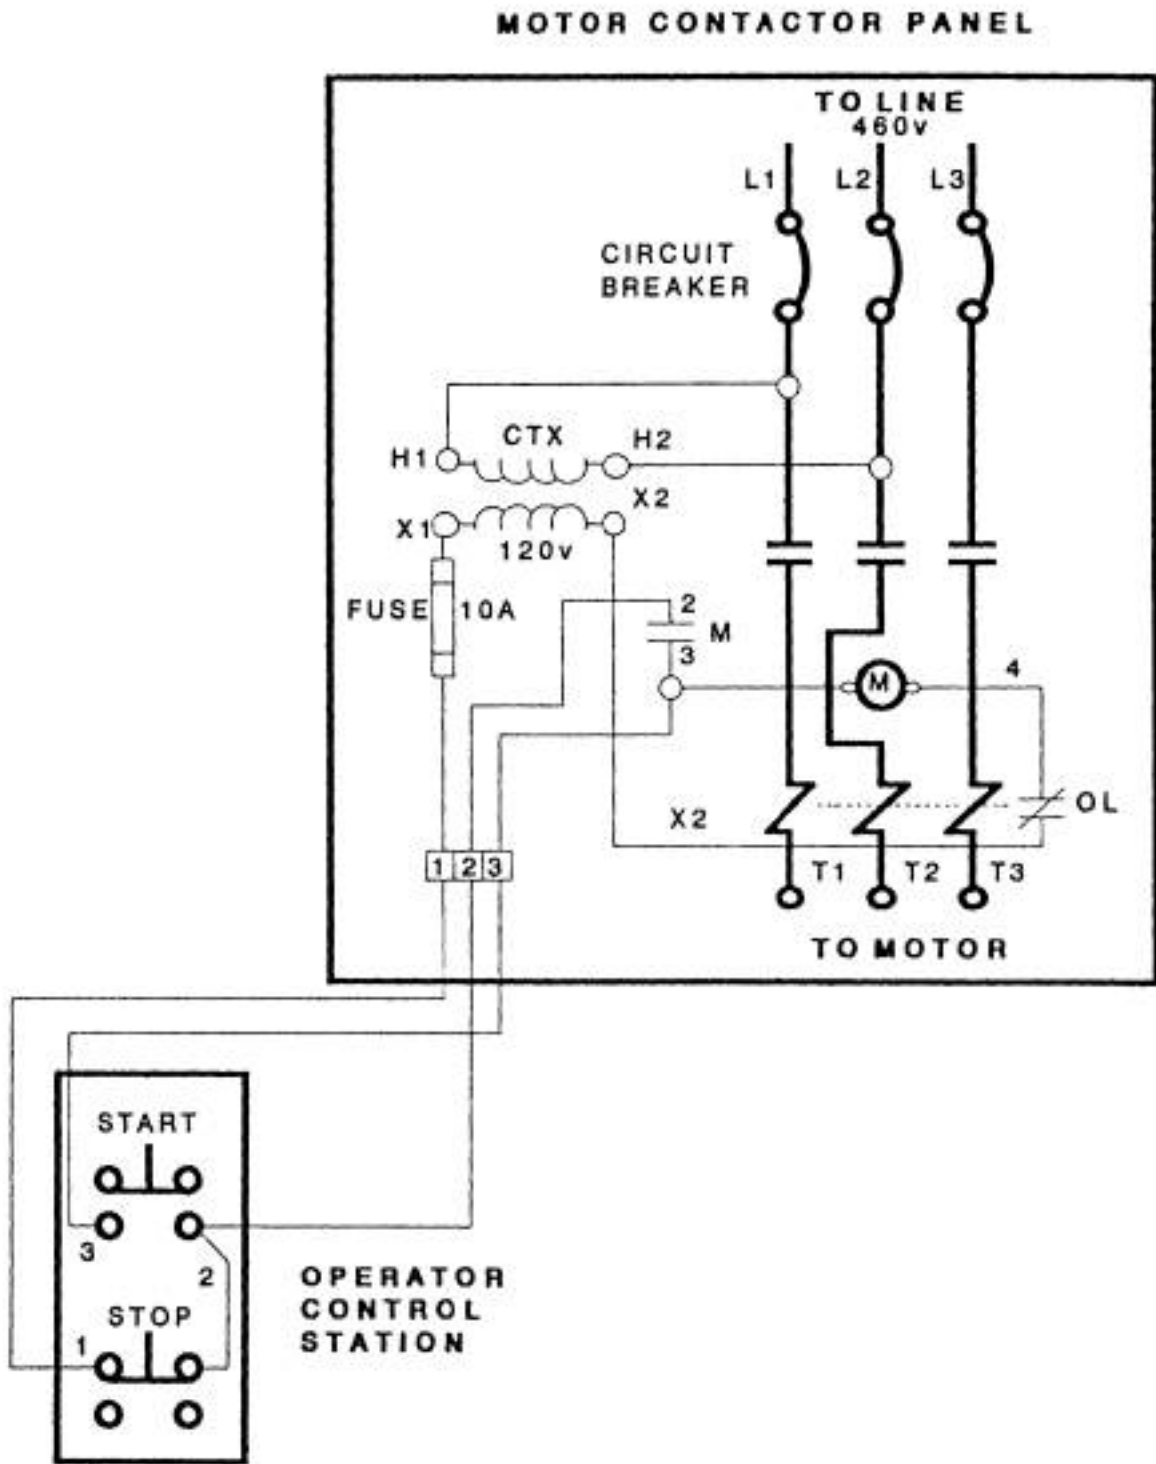 MOTOR CONTACTOR PANEL
TO LINE
460v
L1 L2 L3
CIRCUIT
BREAKER
H1 CTX H2
X1 120v X2
FUSE 10A
2
M
3
M
4
X2
OL
1 2 3
T1 T2 T3
TO MOTOR
START
3
2
STOP
1
OPERATOR
CONTROL
STATION